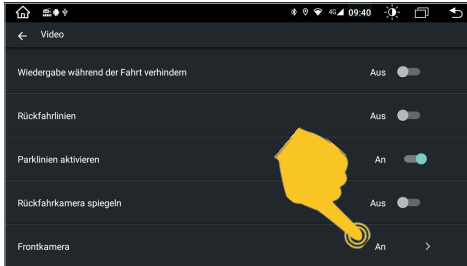 4G 09:40
Video
Wiedergabe während der Fahrt verhindern Aus
Rückfahrlinien Aus
Parklinien aktivieren An
Rückfahrkamera spiegeln Aus
Frontkamera An